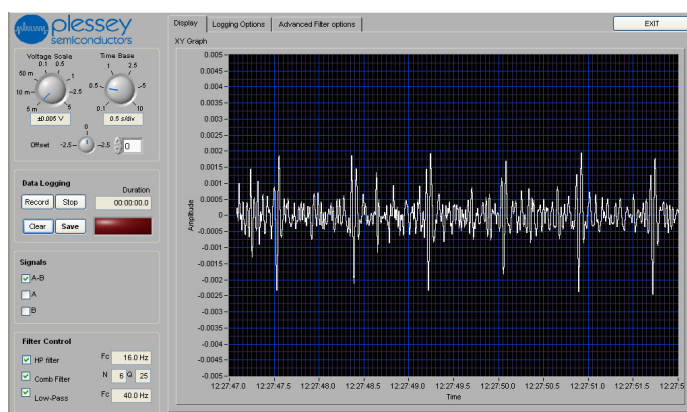 plessey
semiconductors
Display Logging Options Advanced Filter options EXIT
XY Graph
Voltage Scale Time Base
0.1 0.5 1 2.5
50 m 1 0.5 5
10 m 2.5
5 m 5 0.1 10
±0.005 V 0.5 s/div
0
Offset -2.5 2.5 0
Data Logging
Duration
Record Stop 00:00:00.0
Clear Save
Signals
A-B
A
B
Filter Control
HP filter Fc 16.0 Hz
Comb Filter N 6 Q 25
Low-Pass Fc 40.0 Hz
Amplitude
0.005
0.0045
0.004
0.0035
0.003
0.0025
0.002
0.0015
0.001
0.0005
0
-0.0005
-0.001
-0.0015
-0.002
-0.0025
-0.003
-0.0035
-0.004
-0.0045
-0.005
12:27:47.0 12:27:47.5 12:27:48.0 12:27:48.5 12:27:49.0 12:27:49.5 12:27:50.0 12:27:50.5 12:27:51.0 12:27:51.5
Time